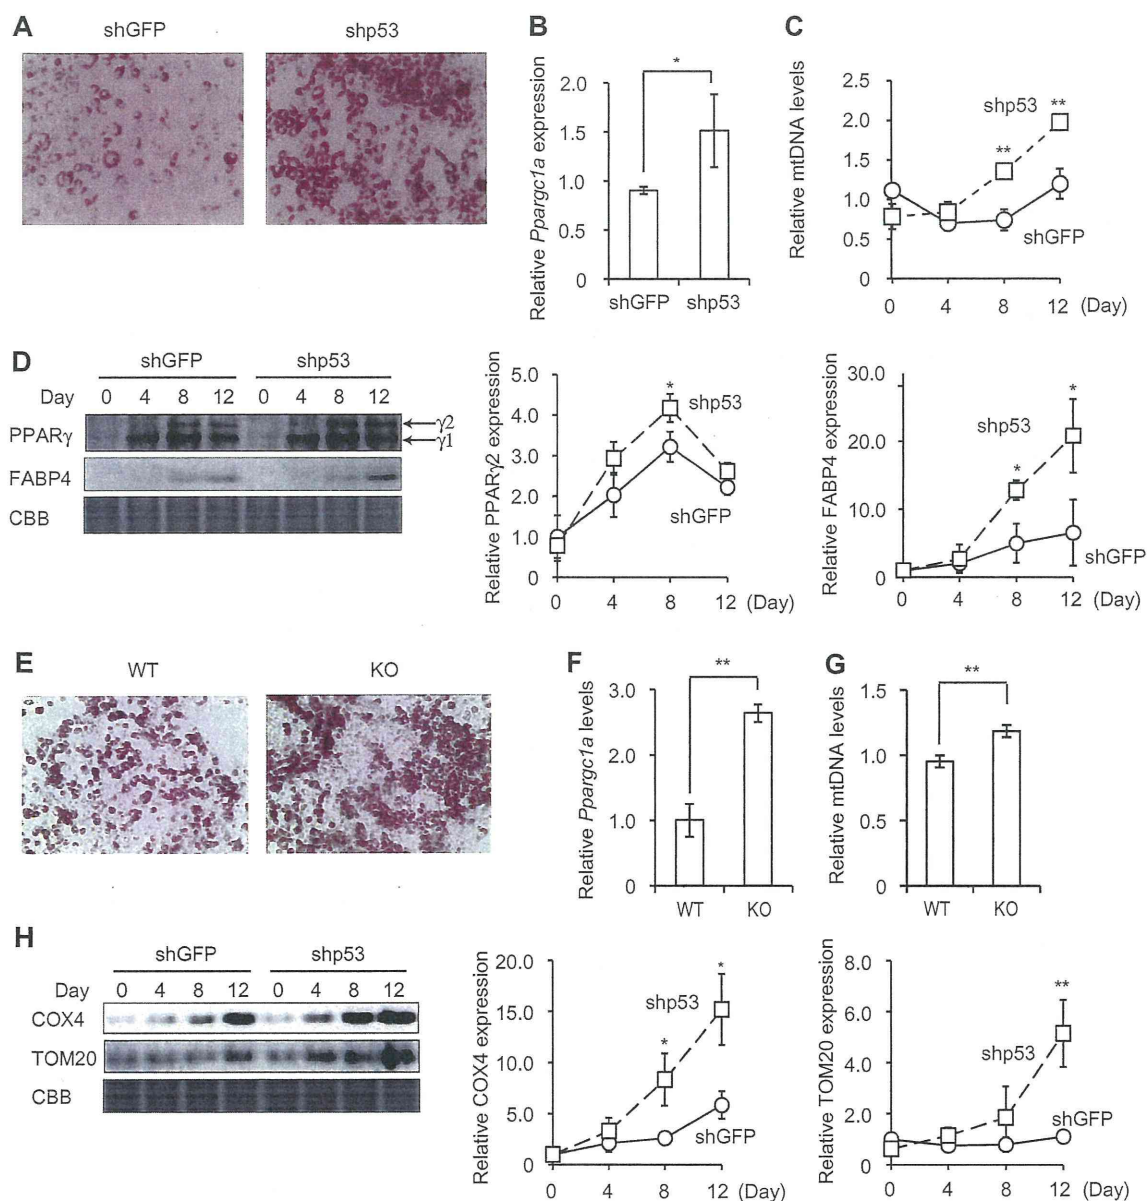 A
shGFP
shp53
B
Relative Ppargc1a expression
2.0
1.5
1.0
0.5
0
*
shGFP
shp53
C
Relative mtDNA levels
2.5
2.0
1.5
1.0
0.5
0
shp53
**
**
shGFP
0 4 8 12 (Day)
D
shGFP
shp53
Day 0 4 8 12 0 4 8 12
PPARγ
γ2
γ1
FABP4
CBB
Relative PPARγ2 expression
5.0
4.0
3.0
2.0
1.0
0
*
shp53
shGFP
0 4 8 12 (Day)
Relative FABP4 expression
30.0
20.0
10.0
0
shp53
*
*
shGFP
0 4 8 12 (Day)
E
WT
KO
F
Relative Ppargc1a levels
3.0
2.0
1.0
0
**
WT
KO
G
Relative mtDNA levels
1.5
1.0
0.5
0
**
WT
KO
H
shGFP
shp53
Day 0 4 8 12 0 4 8 12
COX4
TOM20
CBB
Relative COX4 expression
20.0
15.0
10.0
5.0
0
shp53
*
*
shGFP
0 4 8 12 (Day)
Relative TOM20 expression
8.0
6.0
4.0
2.0
0
shp53
**
shGFP
0 4 8 12 (Day)